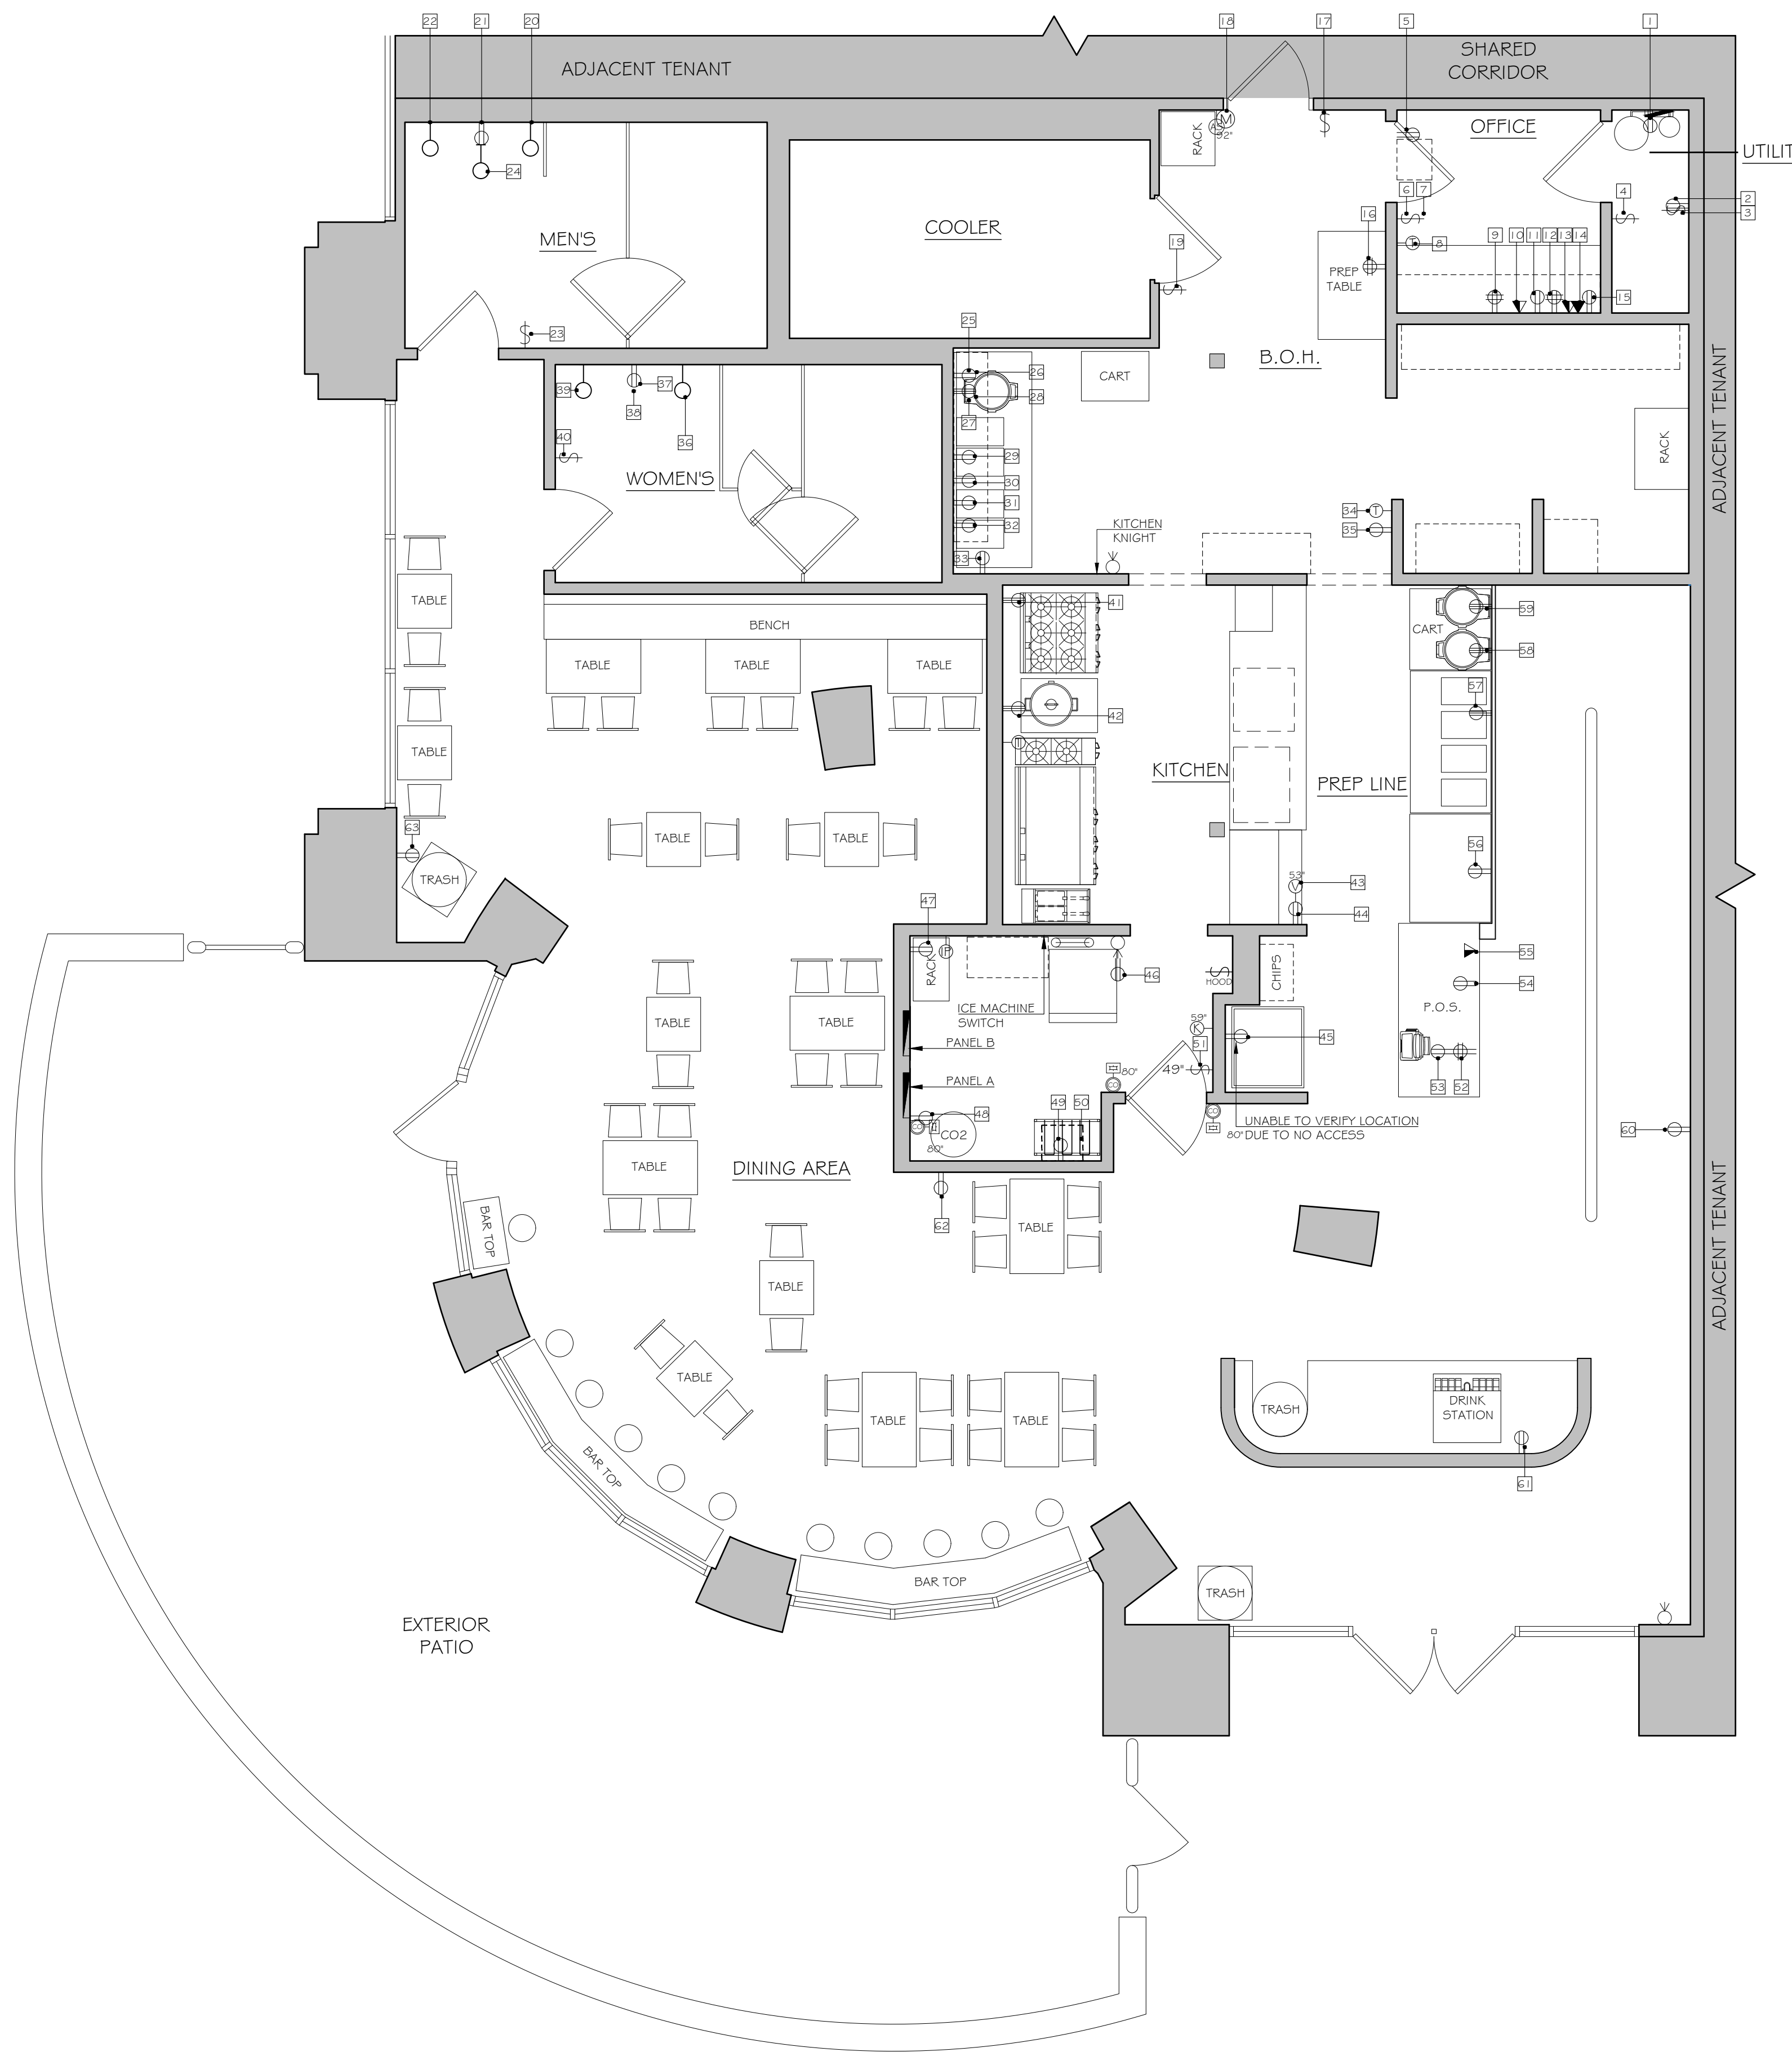 22
21
20
18
17
5
1
ADJACENT TENANT
SHARED
CORRIDOR
RACK
M
92"
OFFICE
UTILIT
24
4
2
3
6
7
16
8
MEN'S
COOLER
19
9
10
11
12
13
14
15
PREP
TABLE
T
23
25
26
28
27
CART
B.O.H.
ADJACENT TENANT
39
37
38
36
40
WOMEN'S
29
30
31
32
33
RACK
KITCHEN
KNIGHT
34
T
35
TABLE
BENCH
41
CART
59
58
TABLE
TABLE
TABLE
57
42
TABLE
T
KITCHEN
PREP LINE
63
TABLE
TABLE
56
TRASH
53"
V
43
44
47
RACK
P
46
HOOD
CHIPS
55
54
P.O.S.
ICE MACHINE
SWITCH
PANEL B
59"
K
51
45
TABLE
TABLE
53
52
PANEL A
80"
CO
49"
49
50
48
CO
CO2
80"
CO
80"
UNABLE TO VERIFY LOCATION
DUE TO NO ACCESS
60
TABLE
DINING AREA
62
TABLE
BAR TOP
ADJACENT TENANT
TABLE
TABLE
TABLE
TABLE
TRASH
DRINK
STATION
61
BAR TOP
BAR TOP
TRASH
EXTERIOR
PATIO